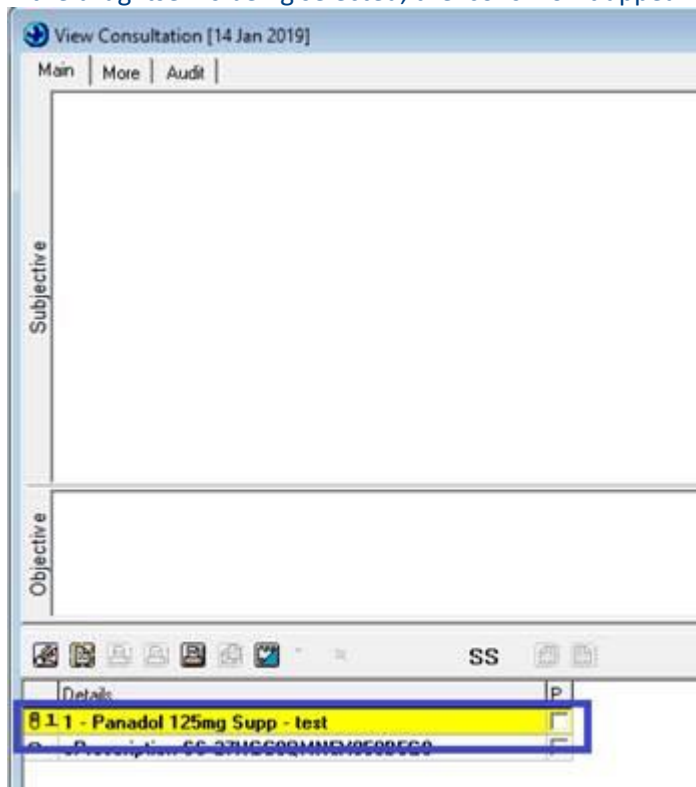 View Consultation [14 Jan 2019]
Main More Audit
Subjective
Objective
SS
Details P
1 - Panadol 125mg Supp - test